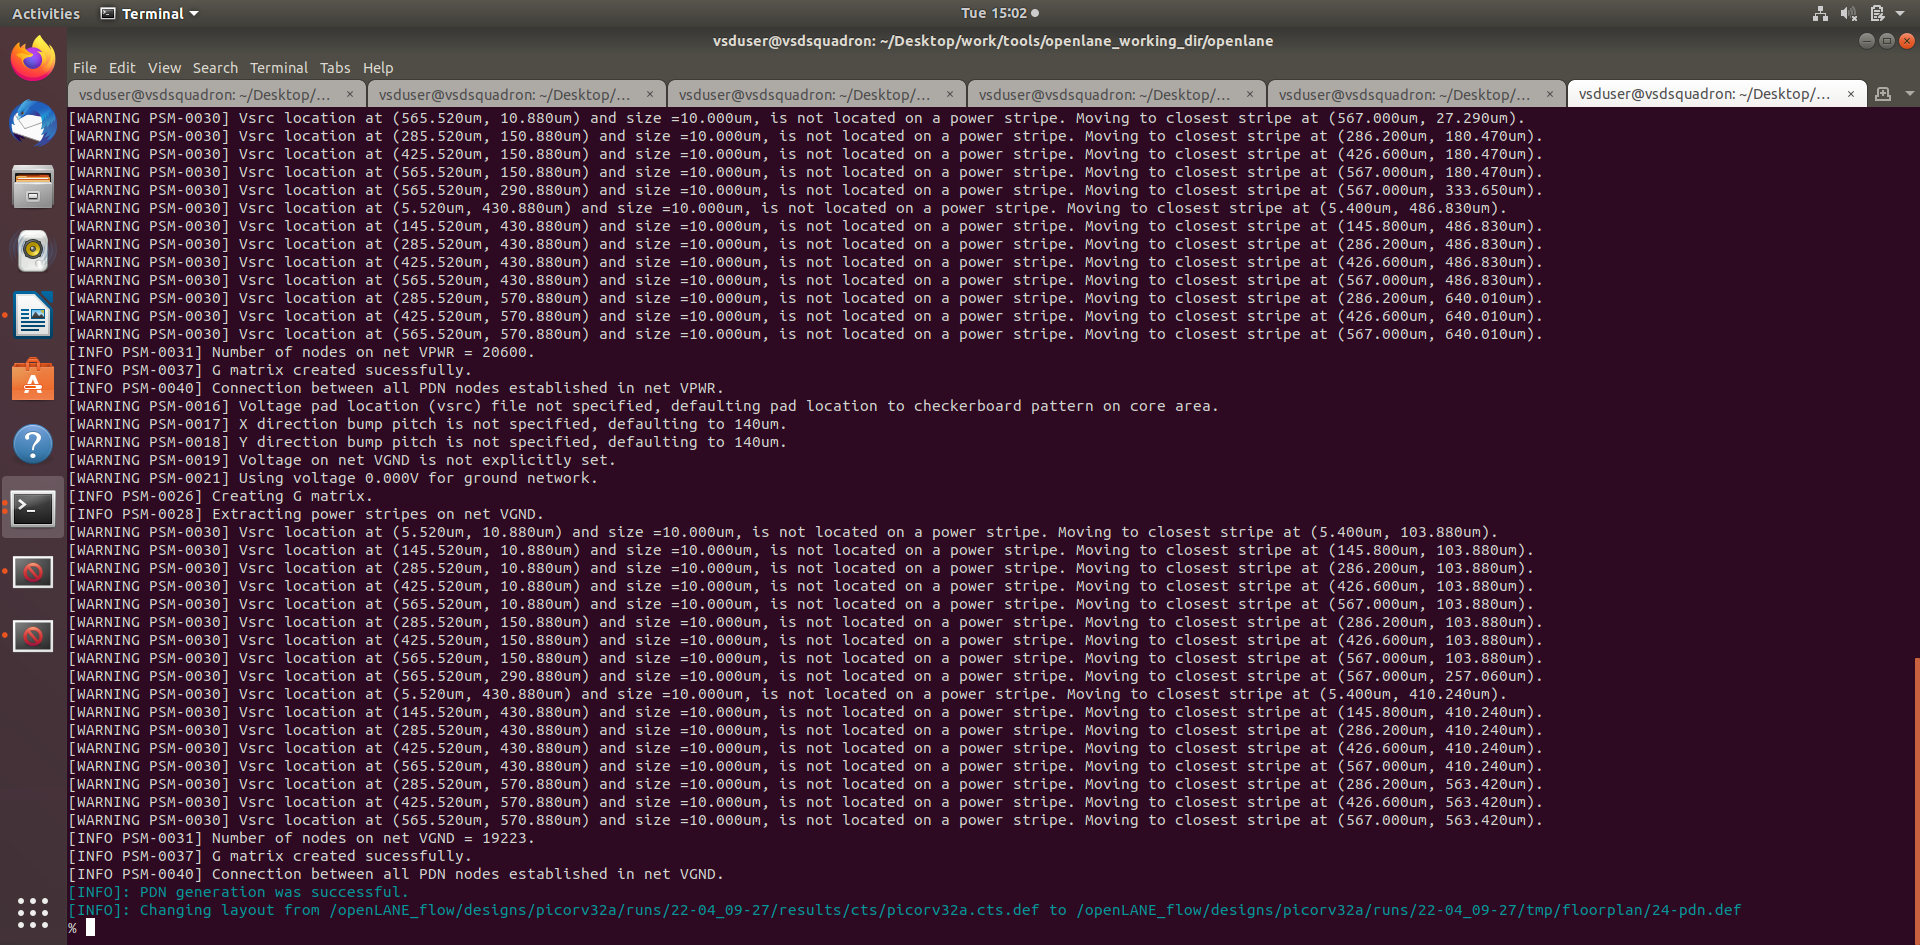 Activities Terminal Tue 15:02
vsduser@vsdsquadron: ~/Desktop/work/tools/openlane_working_dir/openlane
File Edit View Search Terminal Tabs Help
vsduser@vsdsquadron: ~/Desktop/... × vsduser@vsdsquadron: ~/Desktop/... × vsduser@vsdsquadron: ~/Desktop/... × vsduser@vsdsquadron: ~/Desktop/... × vsduser@vsdsquadron: ~/Desktop/... × vsduser@vsdsquadron: ~/Desktop/... ×
[WARNING PSM-0030] Vsrc location at (565.520um, 10.880um) and size =10.000um, is not located on a power stripe. Moving to closest stripe at (567.000um, 27.290um).
[WARNING PSM-0030] Vsrc location at (285.520um, 150.880um) and size =10.000um, is not located on a power stripe. Moving to closest stripe at (286.200um, 180.470um).
[WARNING PSM-0030] Vsrc location at (425.520um, 150.880um) and size =10.000um, is not located on a power stripe. Moving to closest stripe at (426.600um, 180.470um).
[WARNING PSM-0030] Vsrc location at (565.520um, 150.880um) and size =10.000um, is not located on a power stripe. Moving to closest stripe at (567.000um, 180.470um).
[WARNING PSM-0030] Vsrc location at (565.520um, 290.880um) and size =10.000um, is not located on a power stripe. Moving to closest stripe at (567.000um, 333.650um).
[WARNING PSM-0030] Vsrc location at (5.520um, 430.880um) and size =10.000um, is not located on a power stripe. Moving to closest stripe at (5.400um, 486.830um).
[WARNING PSM-0030] Vsrc location at (145.520um, 430.880um) and size =10.000um, is not located on a power stripe. Moving to closest stripe at (145.800um, 486.830um).
[WARNING PSM-0030] Vsrc location at (285.520um, 430.880um) and size =10.000um, is not located on a power stripe. Moving to closest stripe at (286.200um, 486.830um).
[WARNING PSM-0030] Vsrc location at (425.520um, 430.880um) and size =10.000um, is not located on a power stripe. Moving to closest stripe at (426.600um, 486.830um).
[WARNING PSM-0030] Vsrc location at (565.520um, 430.880um) and size =10.000um, is not located on a power stripe. Moving to closest stripe at (567.000um, 486.830um).
[WARNING PSM-0030] Vsrc location at (285.520um, 570.880um) and size =10.000um, is not located on a power stripe. Moving to closest stripe at (286.200um, 640.010um).
[WARNING PSM-0030] Vsrc location at (425.520um, 570.880um) and size =10.000um, is not located on a power stripe. Moving to closest stripe at (426.600um, 640.010um).
[WARNING PSM-0030] Vsrc location at (565.520um, 570.880um) and size =10.000um, is not located on a power stripe. Moving to closest stripe at (567.000um, 640.010um).
[INFO PSM-0031] Number of nodes on net VPWR = 20600.
[INFO PSM-0037] G matrix created sucessfully.
[INFO PSM-0040] Connection between all PDN nodes established in net VPWR.
[WARNING PSM-0016] Voltage pad location (vsrc) file not specified, defaulting pad location to checkerboard pattern on core area.
[WARNING PSM-0017] X direction bump pitch is not specified, defaulting to 140um.
[WARNING PSM-0018] Y direction bump pitch is not specified, defaulting to 140um.
[WARNING PSM-0019] Voltage on net VGND is not explicitly set.
[WARNING PSM-0021] Using voltage 0.000V for ground network.
[INFO PSM-0026] Creating G matrix.
[INFO PSM-0028] Extracting power stripes on net VGND.
[WARNING PSM-0030] Vsrc location at (5.520um, 10.880um) and size =10.000um, is not located on a power stripe. Moving to closest stripe at (5.400um, 103.880um).
[WARNING PSM-0030] Vsrc location at (145.520um, 10.880um) and size =10.000um, is not located on a power stripe. Moving to closest stripe at (145.800um, 103.880um).
[WARNING PSM-0030] Vsrc location at (285.520um, 10.880um) and size =10.000um, is not located on a power stripe. Moving to closest stripe at (286.200um, 103.880um).
[WARNING PSM-0030] Vsrc location at (425.520um, 10.880um) and size =10.000um, is not located on a power stripe. Moving to closest stripe at (426.600um, 103.880um).
[WARNING PSM-0030] Vsrc location at (565.520um, 10.880um) and size =10.000um, is not located on a power stripe. Moving to closest stripe at (567.000um, 103.880um).
[WARNING PSM-0030] Vsrc location at (285.520um, 150.880um) and size =10.000um, is not located on a power stripe. Moving to closest stripe at (286.200um, 103.880um).
[WARNING PSM-0030] Vsrc location at (425.520um, 150.880um) and size =10.000um, is not located on a power stripe. Moving to closest stripe at (426.600um, 103.880um).
[WARNING PSM-0030] Vsrc location at (565.520um, 150.880um) and size =10.000um, is not located on a power stripe. Moving to closest stripe at (567.000um, 103.880um).
[WARNING PSM-0030] Vsrc location at (565.520um, 290.880um) and size =10.000um, is not located on a power stripe. Moving to closest stripe at (567.000um, 257.060um).
[WARNING PSM-0030] Vsrc location at (5.520um, 430.880um) and size =10.000um, is not located on a power stripe. Moving to closest stripe at (5.400um, 410.240um).
[WARNING PSM-0030] Vsrc location at (145.520um, 430.880um) and size =10.000um, is not located on a power stripe. Moving to closest stripe at (145.800um, 410.240um).
[WARNING PSM-0030] Vsrc location at (285.520um, 430.880um) and size =10.000um, is not located on a power stripe. Moving to closest stripe at (286.200um, 410.240um).
[WARNING PSM-0030] Vsrc location at (425.520um, 430.880um) and size =10.000um, is not located on a power stripe. Moving to closest stripe at (426.600um, 410.240um).
[WARNING PSM-0030] Vsrc location at (565.520um, 430.880um) and size =10.000um, is not located on a power stripe. Moving to closest stripe at (567.000um, 410.240um).
[WARNING PSM-0030] Vsrc location at (285.520um, 570.880um) and size =10.000um, is not located on a power stripe. Moving to closest stripe at (286.200um, 563.420um).
[WARNING PSM-0030] Vsrc location at (425.520um, 570.880um) and size =10.000um, is not located on a power stripe. Moving to closest stripe at (426.600um, 563.420um).
[WARNING PSM-0030] Vsrc location at (565.520um, 570.880um) and size =10.000um, is not located on a power stripe. Moving to closest stripe at (567.000um, 563.420um).
[INFO PSM-0031] Number of nodes on net VGND = 19223.
[INFO PSM-0037] G matrix created sucessfully.
[INFO PSM-0040] Connection between all PDN nodes established in net VGND.
[INFO]: PDN generation was successful.
[INFO]: Changing layout from /openLANE_flow/designs/picorv32a/runs/22-04_09-27/results/cts/picorv32a.cts.def to /openLANE_flow/designs/picorv32a/runs/22-04_09-27/tmp/floorplan/24-pdn.def
%